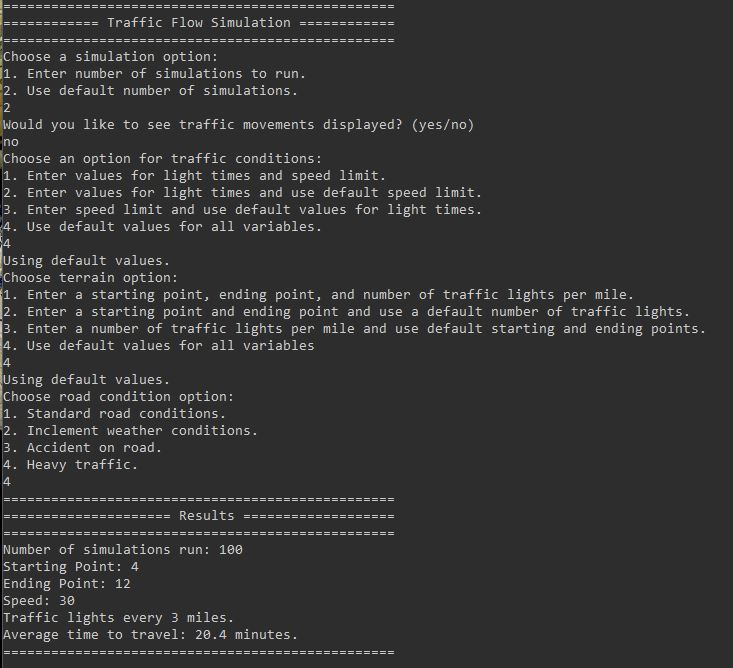 =================================================
============ Traffic Flow Simulation ============
=================================================
Choose a simulation option:
1. Enter number of simulations to run.
2. Use default number of simulations.
2
Would you like to see traffic movements displayed? (yes/no)
no
Choose an option for traffic conditions:
1. Enter values for light times and speed limit.
2. Enter values for light times and use default speed limit.
3. Enter speed limit and use default values for light times.
4. Use default values for all variables.
4
Using default values.
Choose terrain option:
1. Enter a starting point, ending point, and number of traffic lights per mile.
2. Enter a starting point and ending point and use a default number of traffic lights.
3. Enter a number of traffic lights per mile and use default starting and ending points.
4. Use default values for all variables
4
Using default values.
Choose road condition option:
1. Standard road conditions.
2. Inclement weather conditions.
3. Accident on road.
4. Heavy traffic.
4
=================================================
===================== Results ===================
=================================================
Number of simulations run: 100
Starting Point: 4
Ending Point: 12
Speed: 30
Traffic lights every 3 miles.
Average time to travel: 20.4 minutes.
=================================================